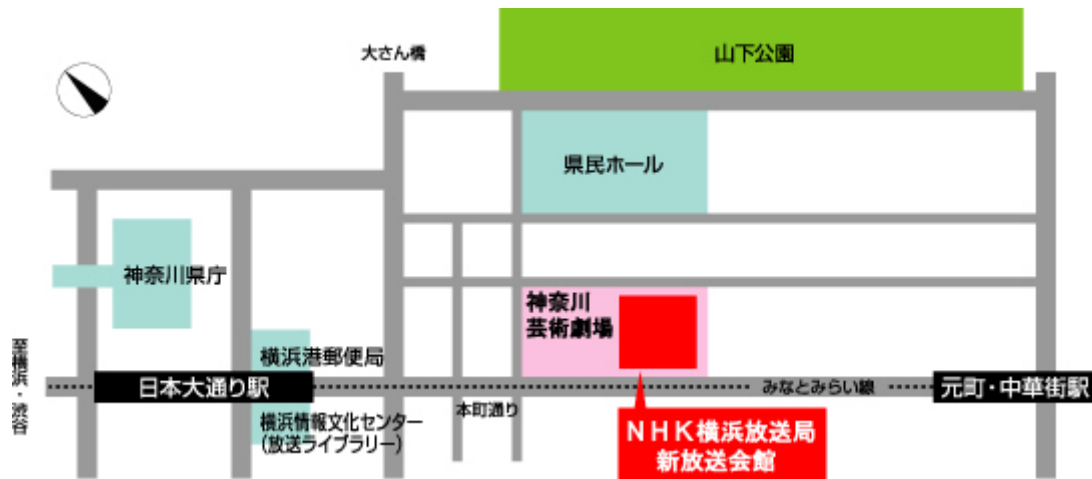 大さん橋
山下公園
県民ホール
神奈川県庁
神奈川
芸術劇場
至横浜・渋谷
横浜港郵便局
日本大通り駅
みなとみらい線
元町・中華街駅
本町通り
横浜情報文化センター
(放送ライブラリー)
NHK横浜放送局
新放送会館